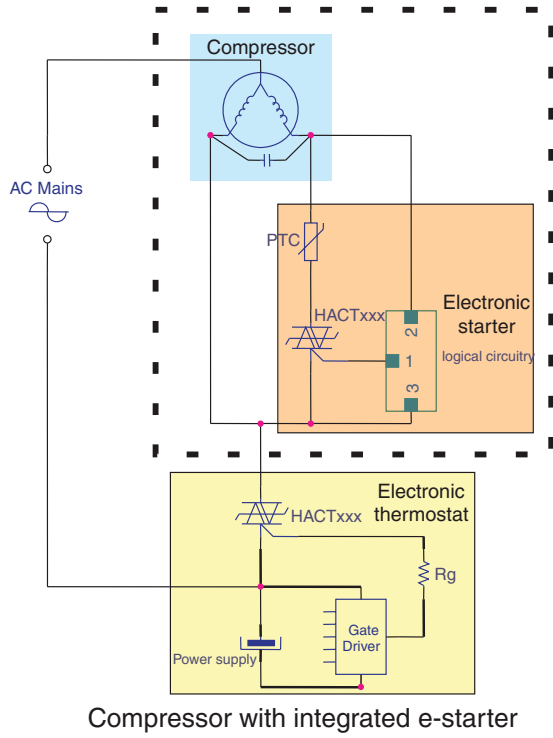 Compressor
AC Mains
PTC
HACTxxx
Electronic
starter
logical circuitry
2
1
3
Electronic
thermostat
HACTxxx
Rg
Gate
Driver
Power supply
Compressor with integrated e-starter